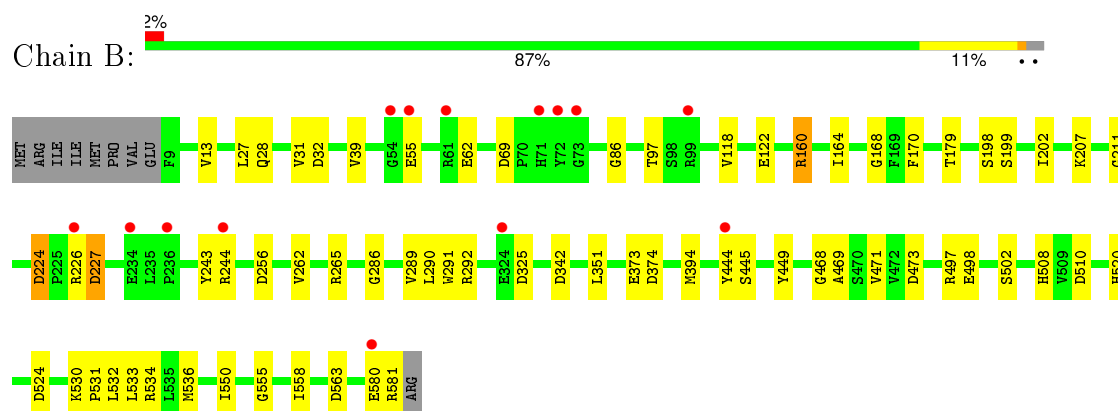 2%
Chain B:
87% 11% • •
MET ARG ILE ILE MET PRO VAL GLU F9 V13 L27 Q28 V31 D32 V39 G54 E55 R61 E62 D69 P70 H71 Y72 G73 G86 T97 S98 R99 V118 E122 R160 I164 G168 F169 F170 T179 S198 S199 I202 K207
D224 P225 R226 D227 E234 L235 P236 Y243 R244 D256 V262 R265 G286 V289 L290 W291 R292 E324 D325 D342 L351 E373 D374 M394 Y444 S445 Y449 G468 A469 S470 V471 V472 D473 R497 E498 S502 H508 V509 D510
D524 K530 P531 L532 L533 R534 L535 M536 I550 G555 I558 D563 E580 R581 ARG